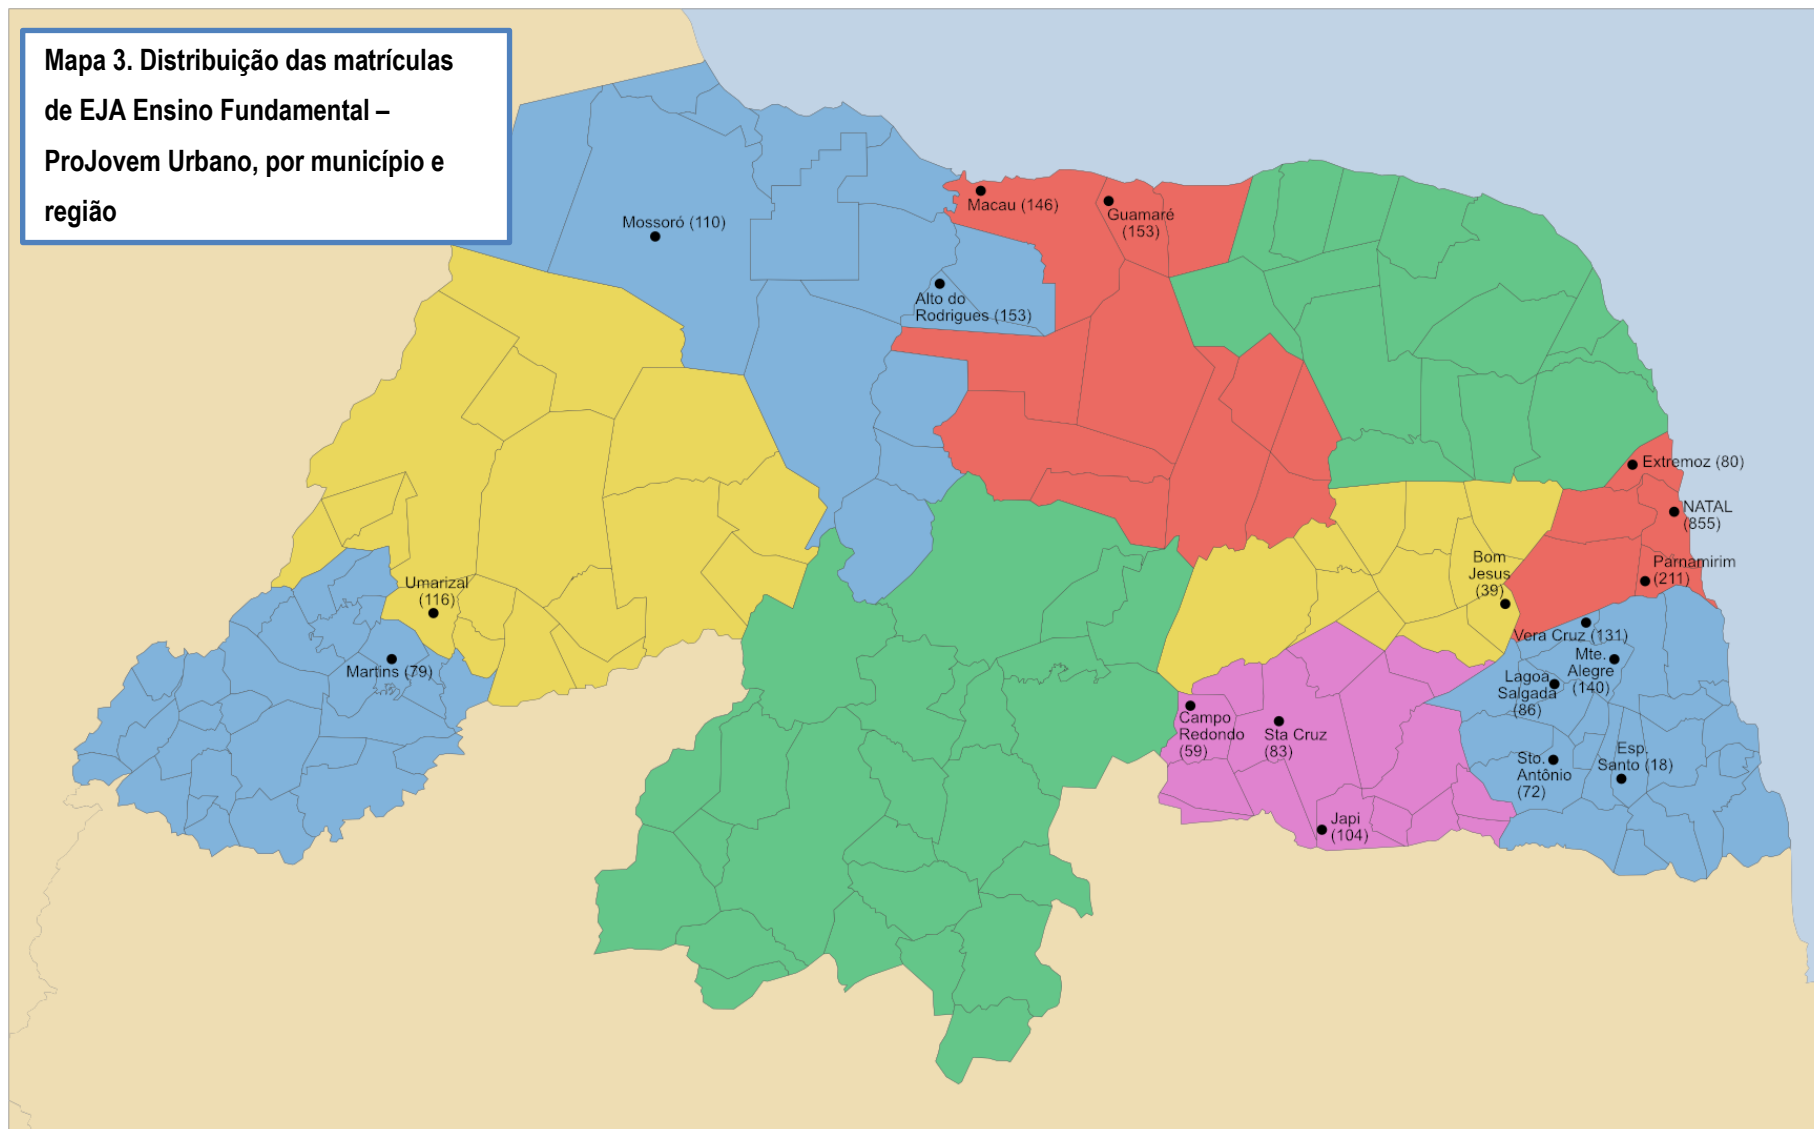 Mapa 3. Distribuição das matrículas
de EJA Ensino Fundamental –
ProJovem Urbano, por município e
região
Macau (146)
Guamaré
(153)
Mossoró (110)
Alto do
Rodrigues (153)
Extremoz (80)
NATAL
(855)
Parnamirim
(211)
Bom
Jesus
(39)
Umarizal
(116)
Martins (79)
Vera Cruz (131)
Mte.
Alegre
(140)
Lagoa
Salgada
(86)
Campo
Redondo
(59)
Sta Cruz
(83)
Sto.
Antônio
(72)
Esp.
Santo (18)
Japi
(104)